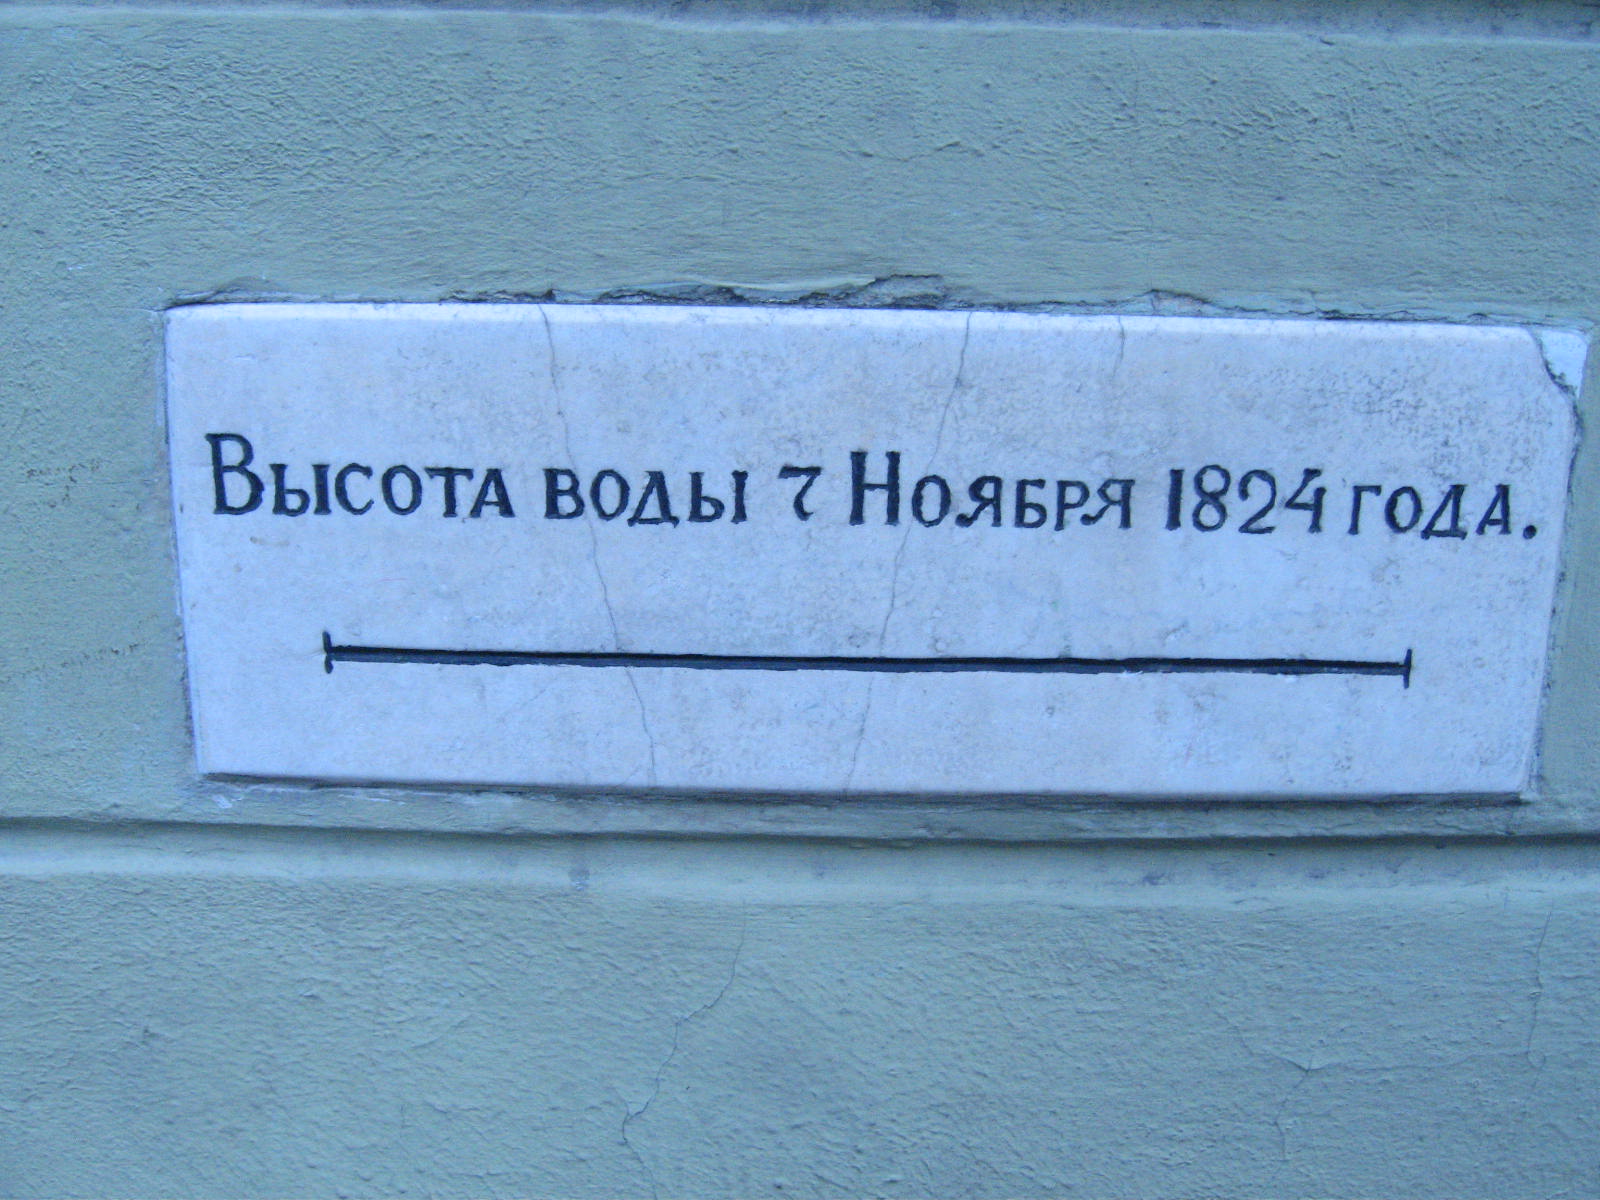 Высота воды 7 Ноября 1824 года.